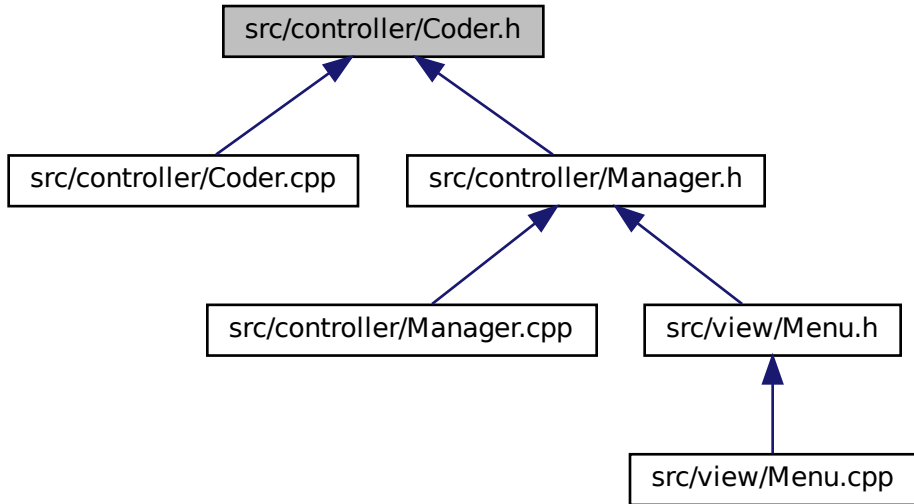 src/controller/Coder.h
src/controller/Coder.cpp
src/controller/Manager.h
src/controller/Manager.cpp
src/view/Menu.h
src/view/Menu.cpp